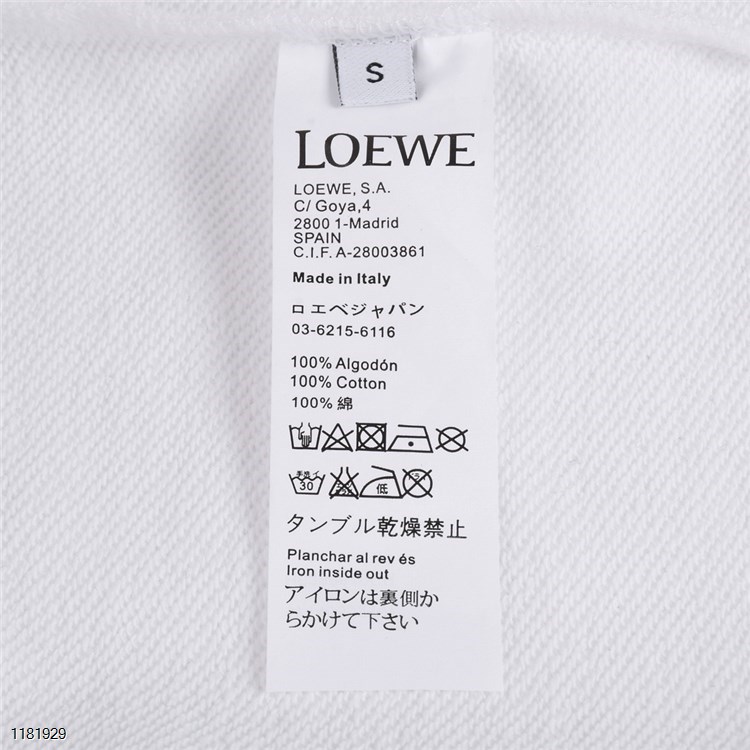 S
LOEWE
LOEWE, S.A.
C/ Goya,4
2800 1-Madrid
SPAIN
C.I.F. A-28003861
Made in Italy
ロエベジャパン
03-6215-6116
100% Algodón
100% Cotton
100% 綿
手洗イ
30
低
タンブル乾燥禁止
Planchar al rev és
Iron inside out
アイロンは裏側か
らかけて下さい
1181929